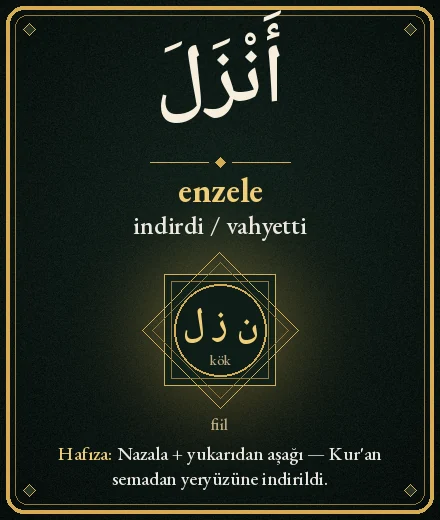 أَنْزَلَ
enzele
indirdi / vahyetti
ن ز ل
kök
fiil
Hafıza: Nazala + yukarıdan aşağı — Kur'an
semadan yeryüzüne indirildi.